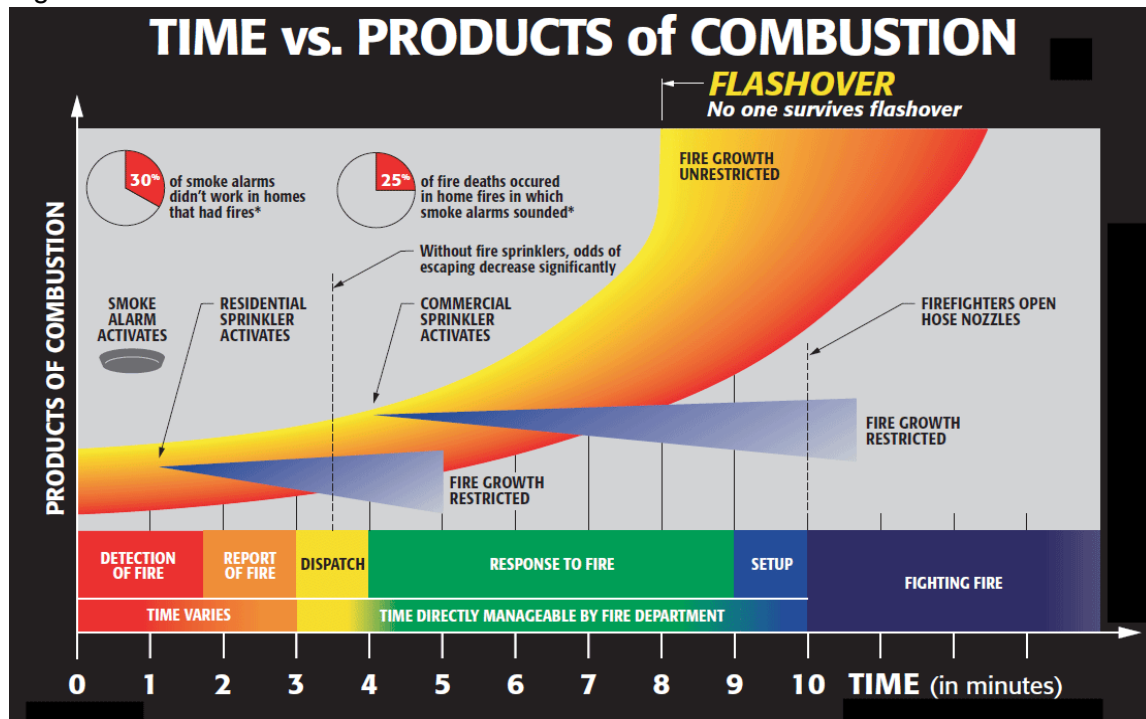 TIME vs. PRODUCTS of COMBUSTION
FLASHOVER
No one survives flashover
30%
of smoke alarms
didn't work in homes
that had fires*
25%
of fire deaths occured
in home fires in which
smoke alarms sounded*
FIRE GROWTH
UNRESTRICTED
Without fire sprinklers, odds of
escaping decrease significantly
SMOKE
ALARM
ACTIVATES
RESIDENTIAL
SPRINKLER
ACTIVATES
COMMERCIAL
SPRINKLER
ACTIVATES
FIREFIGHTERS OPEN
HOSE NOZZLES
PRODUCTS OF COMBUSTION
FIRE GROWTH
RESTRICTED
FIRE GROWTH
RESTRICTED
DETECTION
OF FIRE
REPORT
OF FIRE
DISPATCH
RESPONSE TO FIRE
SETUP
FIGHTING FIRE
TIME VARIES
TIME DIRECTLY MANAGEABLE BY FIRE DEPARTMENT
0 1 2 3 4 5 6 7 8 9 10 TIME (in minutes)